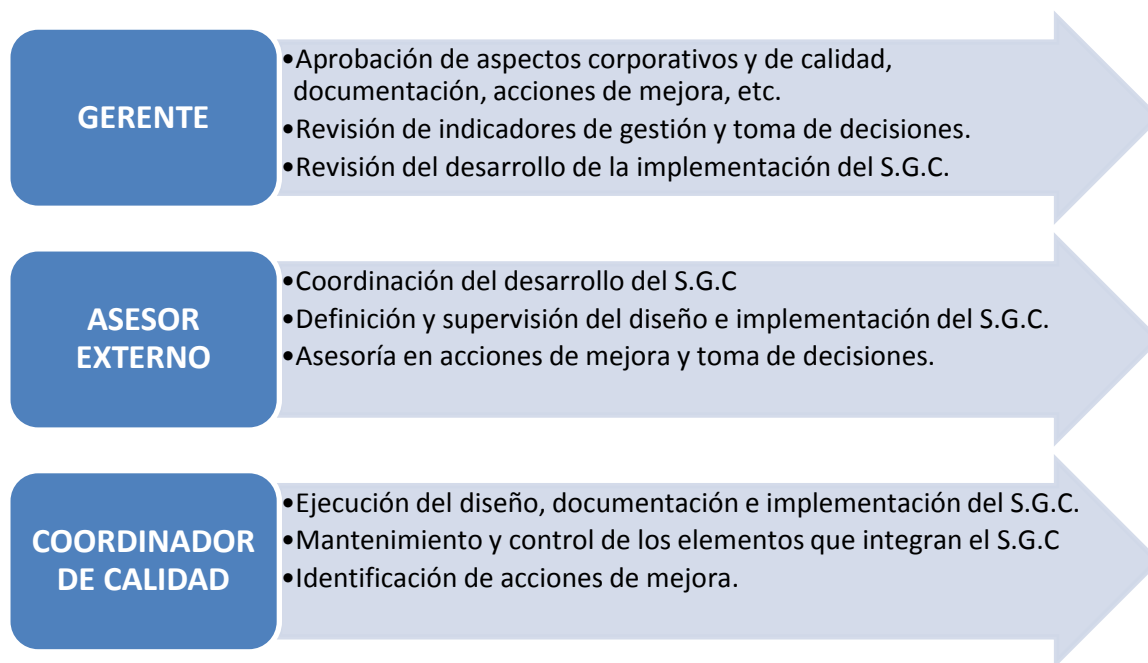 GERENTE
•Aprobación de aspectos corporativos y de calidad,
documentación, acciones de mejora, etc.
•Revisión de indicadores de gestión y toma de decisiones.
•Revisión del desarrollo de la implementación del S.G.C.
ASESOR
EXTERNO
•Coordinación del desarrollo del S.G.C
•Definición y supervisión del diseño e implementación del S.G.C.
•Asesoría en acciones de mejora y toma de decisiones.
COORDINADOR
DE CALIDAD
•Ejecución del diseño, documentación e implementación del S.G.C.
•Mantenimiento y control de los elementos que integran el S.G.C
•Identificación de acciones de mejora.